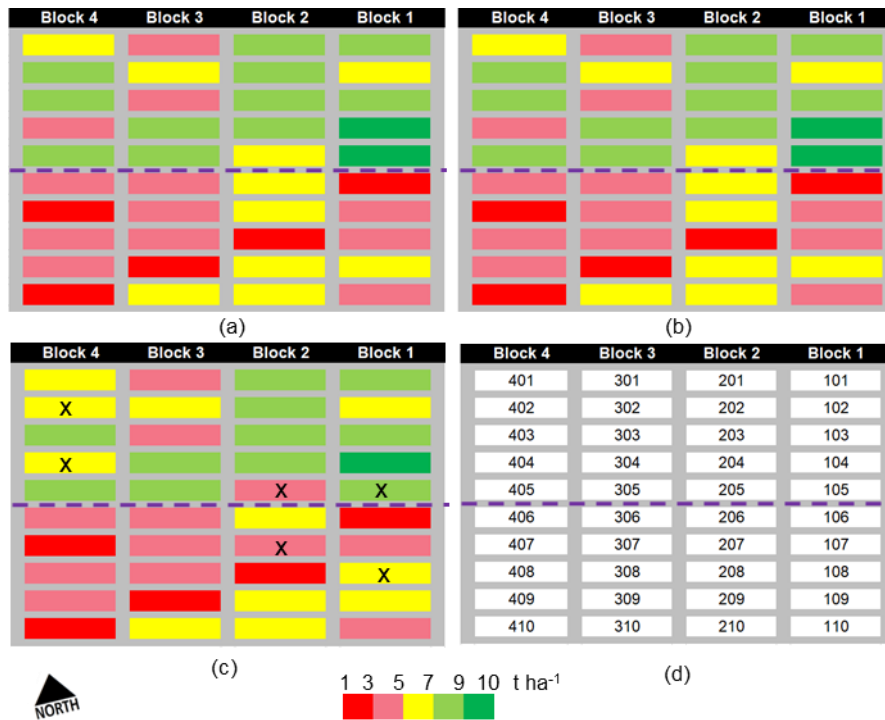 Block 4 Block 3 Block 2 Block 1 Block 4 Block 3 Block 2 Block 1
(a) (b)
Block 4 Block 3 Block 2 Block 1 Block 4 Block 3 Block 2 Block 1
401 301 201 101
X 402 302 202 102
403 303 203 103
X 404 304 204 104
X X 405 305 205 105
406 306 206 106
X 407 307 207 107
X 408 308 208 108
409 309 209 109
410 310 210 110
(c) (d)
NORTH
1 3 5 7 9 10 t ha-1